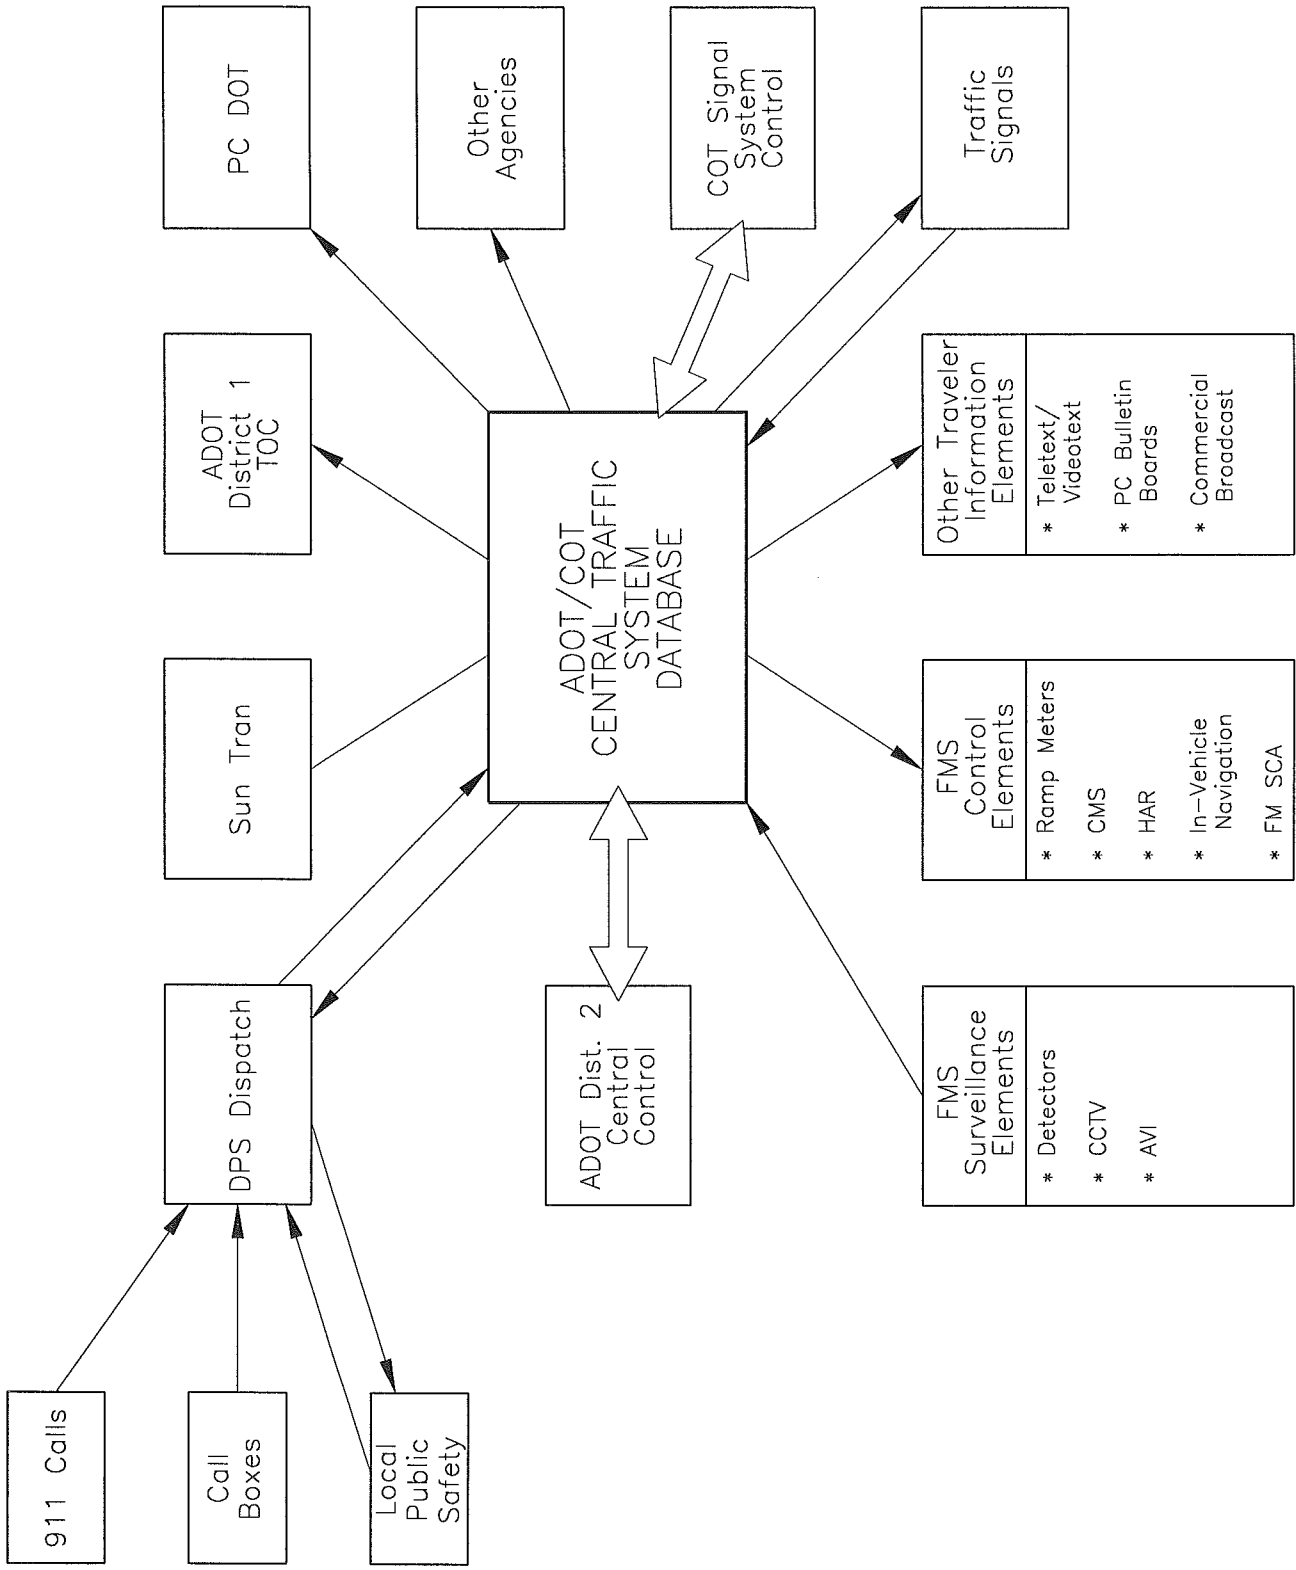 911 Calls
Call
Boxes
Local
Public
Safety
DPS Dispatch
Sun Tran
ADOT
District 1
TOC
PC DOT
Other
Agencies
COT Signal
System
Control
Traffic
Signals
ADOT Dist. 2
Central
Control
ADOT/COT
CENTRAL TRAFFIC
SYSTEM
DATABASE
FMS
Surveillance
Elements
* Detectors
* CCTV
* AVI
FMS
Control
Elements
* Ramp Meters
* CMS
* HAR
* In-Vehicle
Navigation
* FM SCA
Other Traveler
Information
Elements
* Teletext/
Videotext
* PC Bulletin
Boards
* Commercial
Broadcast